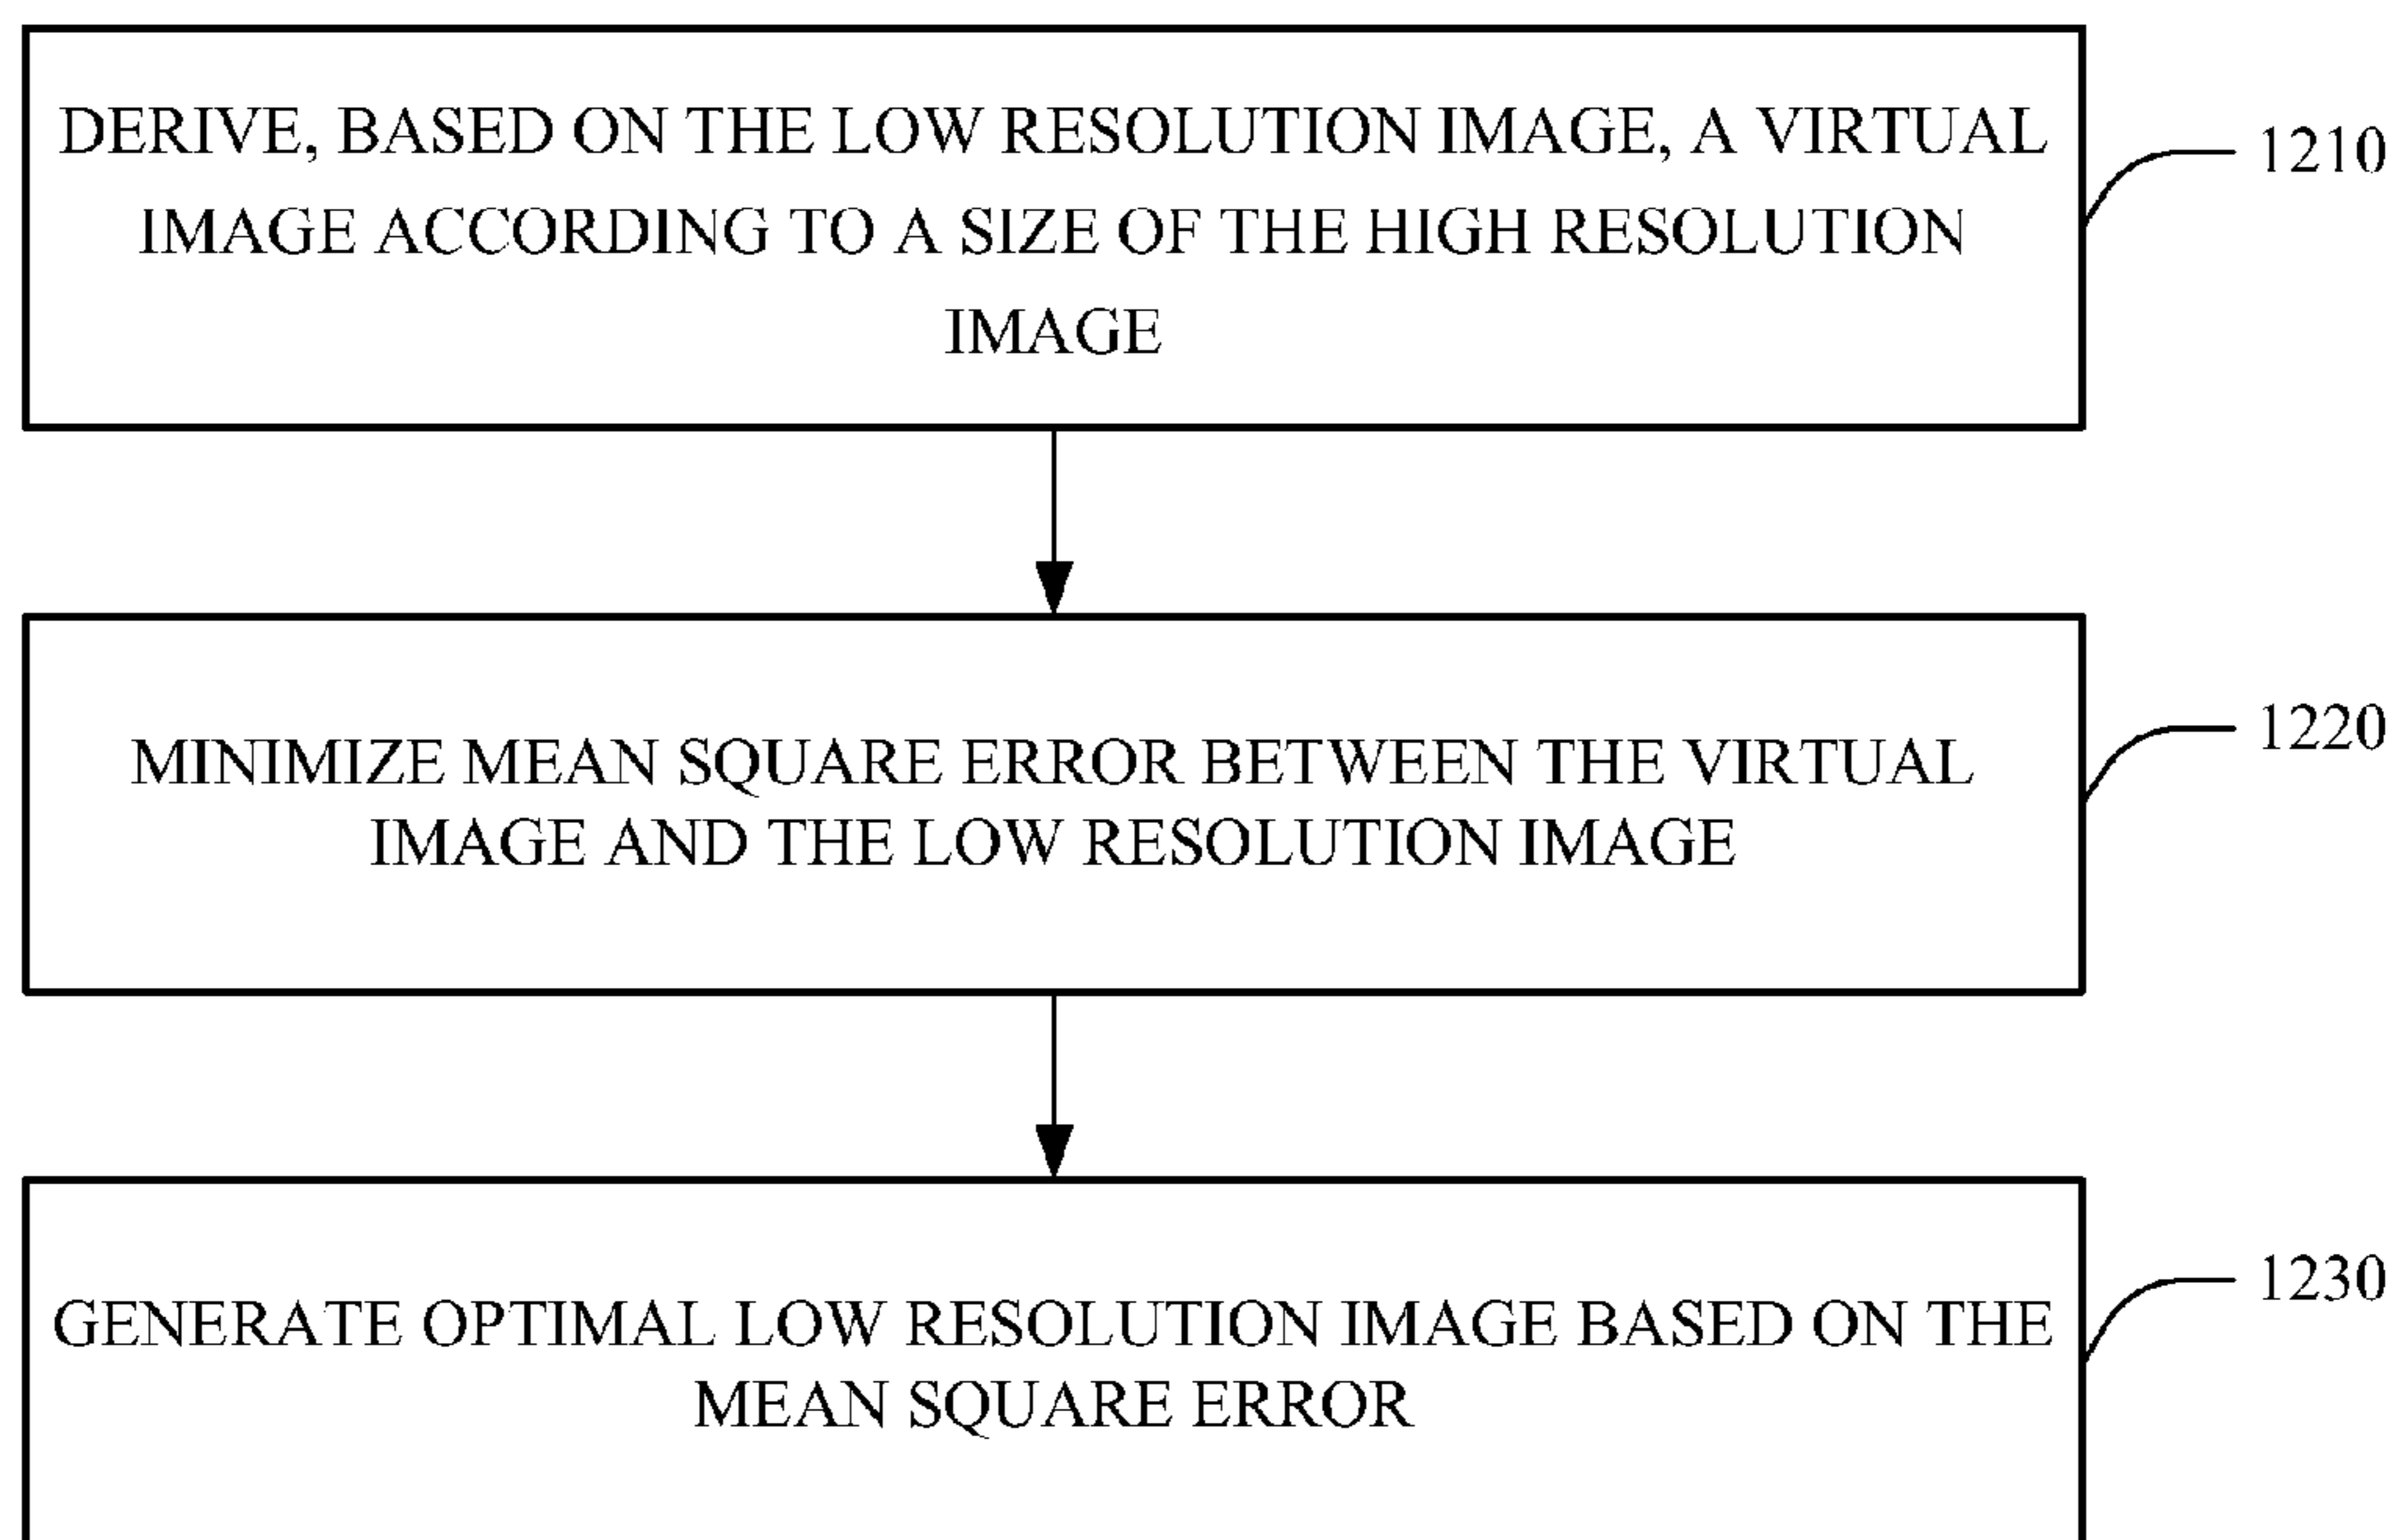 DERIVE, BASED ON THE LOW RESOLUTION IMAGE, A VIRTUAL
IMAGE ACCORDING TO A SIZE OF THE HIGH RESOLUTION
IMAGE
1210
MINIMIZE MEAN SQUARE ERROR BETWEEN THE VIRTUAL
IMAGE AND THE LOW RESOLUTION IMAGE
1220
GENERATE OPTIMAL LOW RESOLUTION IMAGE BASED ON THE
MEAN SQUARE ERROR
1230